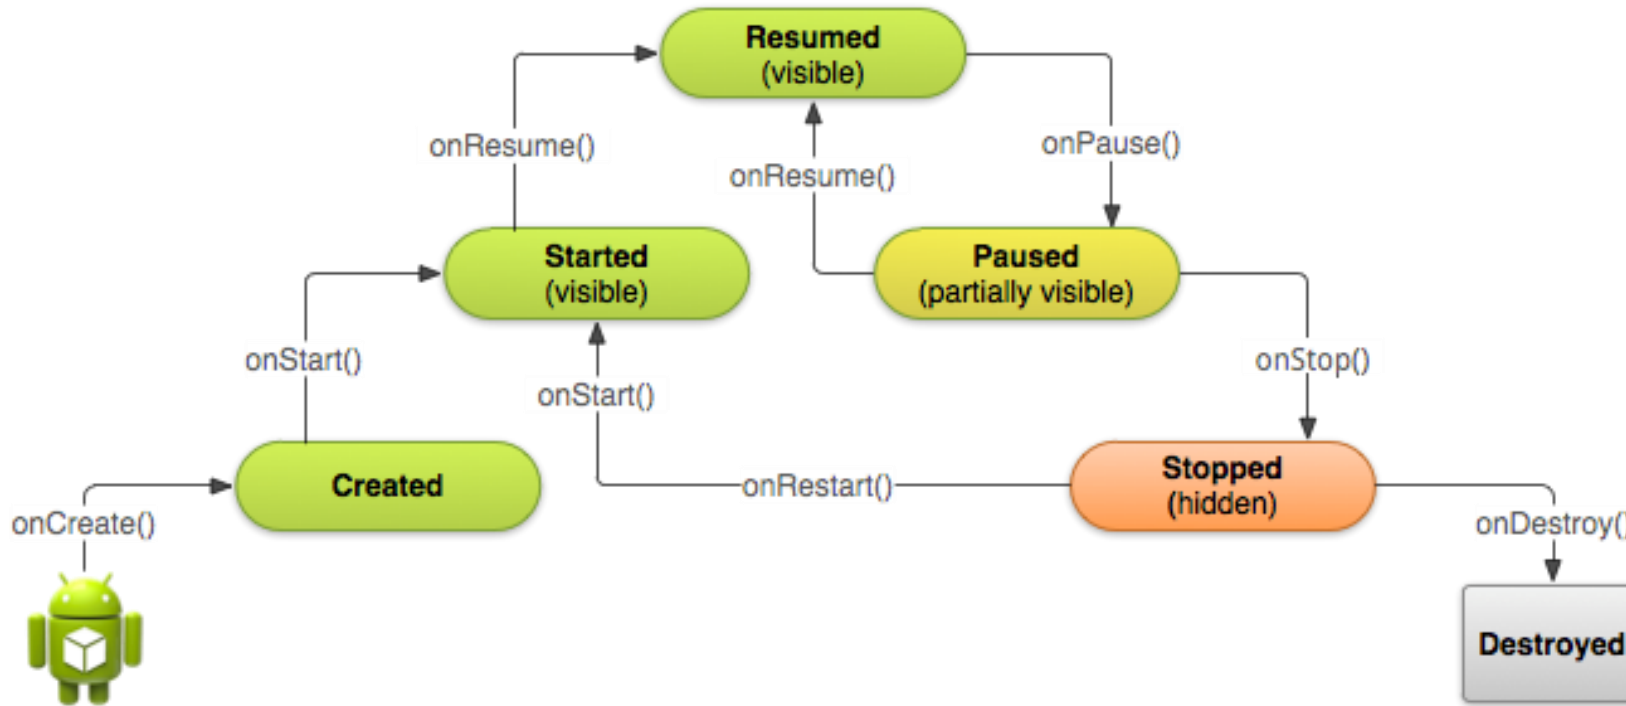 Resumed
(visible)
onResume()
onPause()
onResume()
Started
(visible)
Paused
(partially visible)
onStart()
onStop()
onStart()
Created
onRestart()
Stopped
(hidden)
onCreate()
onDestroy()
Destroyed